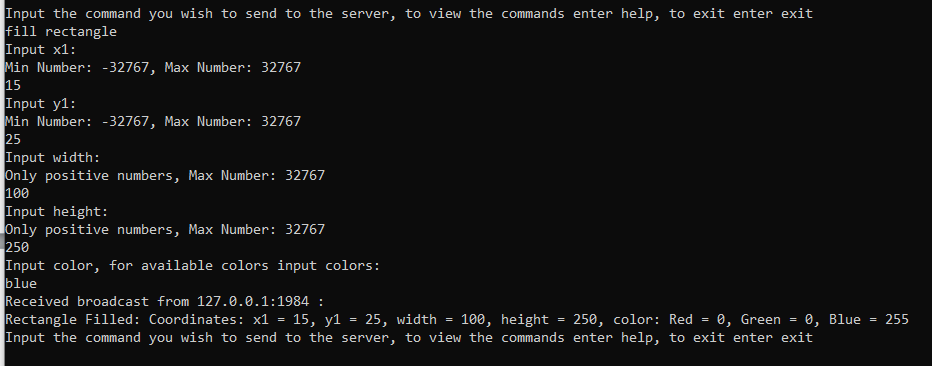 Input the command you wish to send to the server, to view the commands enter help, to exit enter exit
fill rectangle
Input x1:
Min Number: -32767, Max Number: 32767
15
Input y1:
Min Number: -32767, Max Number: 32767
25
Input width:
Only positive numbers, Max Number: 32767
100
Input height:
Only positive numbers, Max Number: 32767
250
Input color, for available colors input colors:
blue
Received broadcast from 127.0.0.1:1984 :
Rectangle Filled: Coordinates: x1 = 15, y1 = 25, width = 100, height = 250, color: Red = 0, Green = 0, Blue = 255
Input the command you wish to send to the server, to view the commands enter help, to exit enter exit